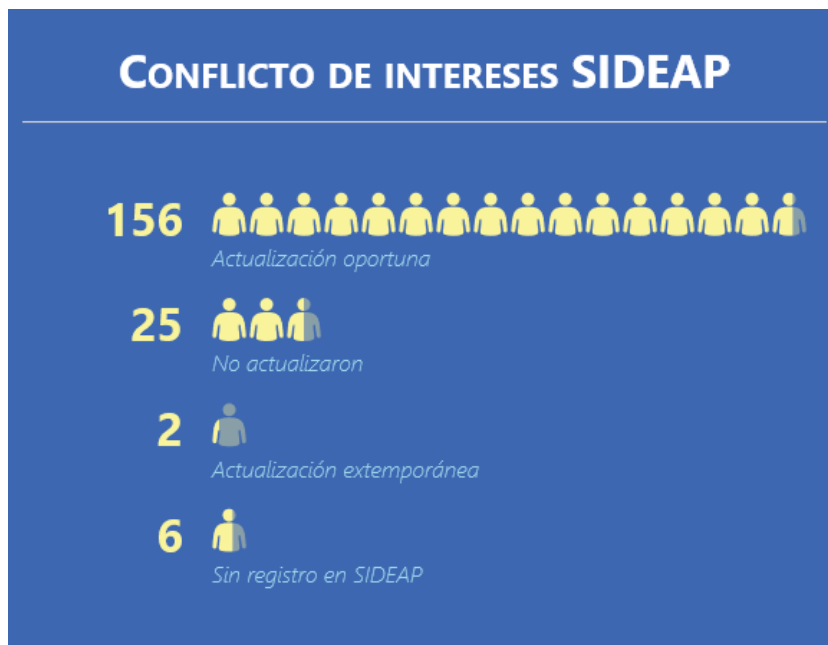 CONFLICTO DE INTERESES SIDEAP
156
Actualización oportuna
25
No actualizaron
2
Actualización extemporánea
6
Sin registro en SIDEAP